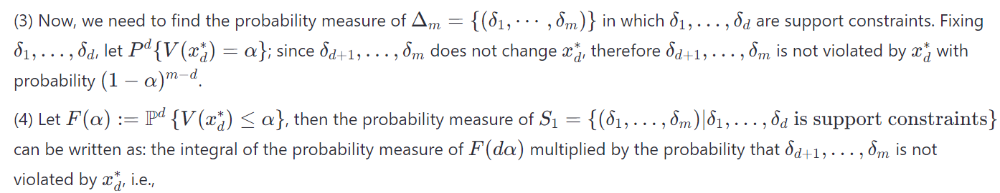 (3) Now, we need to find the probability measure of $\Delta_m = \{(\delta_1, \cdots, \delta_m)\}$ in which $\delta_1, \ldots, \delta_d$ are support constraints. Fixing
$\delta_1, \ldots, \delta_d$, let $P^d\{V(x_d^*) = \alpha\}$; since $\delta_{d+1}, \ldots, \delta_m$ does not change $x_d^*$, therefore $\delta_{d+1}, \ldots, \delta_m$ is not violated by $x_d^*$ with
probability $(1 - \alpha)^{m-d}$.
(4) Let $F(\alpha) := \mathbb{P}^d \{V(x_d^*) \leq \alpha\}$, then the probability measure of $S_1 = \{(\delta_1, \ldots, \delta_m) | \delta_1, \ldots, \delta_d \text{ is support constraints}\}$
can be written as: the integral of the probability measure of $F(d\alpha)$ multiplied by the probability that $\delta_{d+1}, \ldots, \delta_m$ is not
violated by $x_d^*$, i.e.,